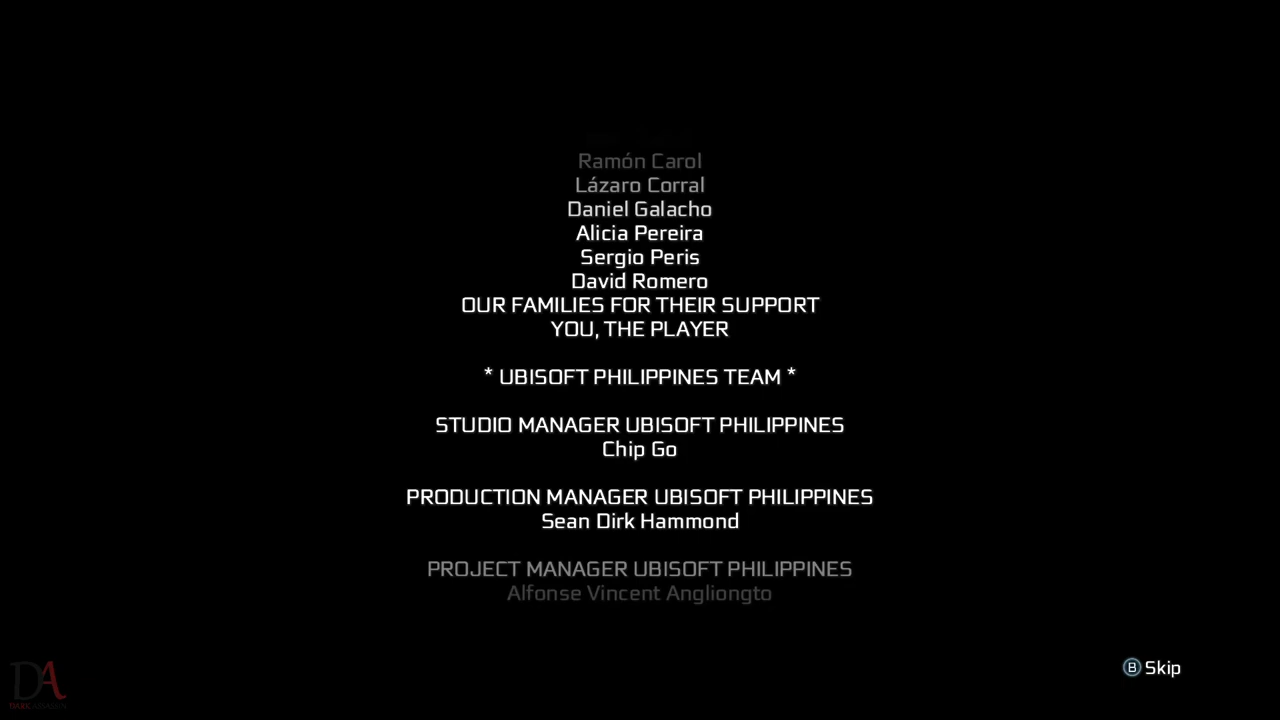 Ramón Carol
Lázaro Corral
Daniel Galacho
Alicia Pereira
Sergio Peris
David Romero
OUR FAMILIES FOR THEIR SUPPORT
YOU, THE PLAYER
* UBISOFT PHILIPPINES TEAM *
STUDIO MANAGER UBISOFT PHILIPPINES
Chip Go
PRODUCTION MANAGER UBISOFT PHILIPPINES
Sean Dirk Hammond
PROJECT MANAGER UBISOFT PHILIPPINES
Alfonse Vincent Angliongto
B Skip
DA
DARK